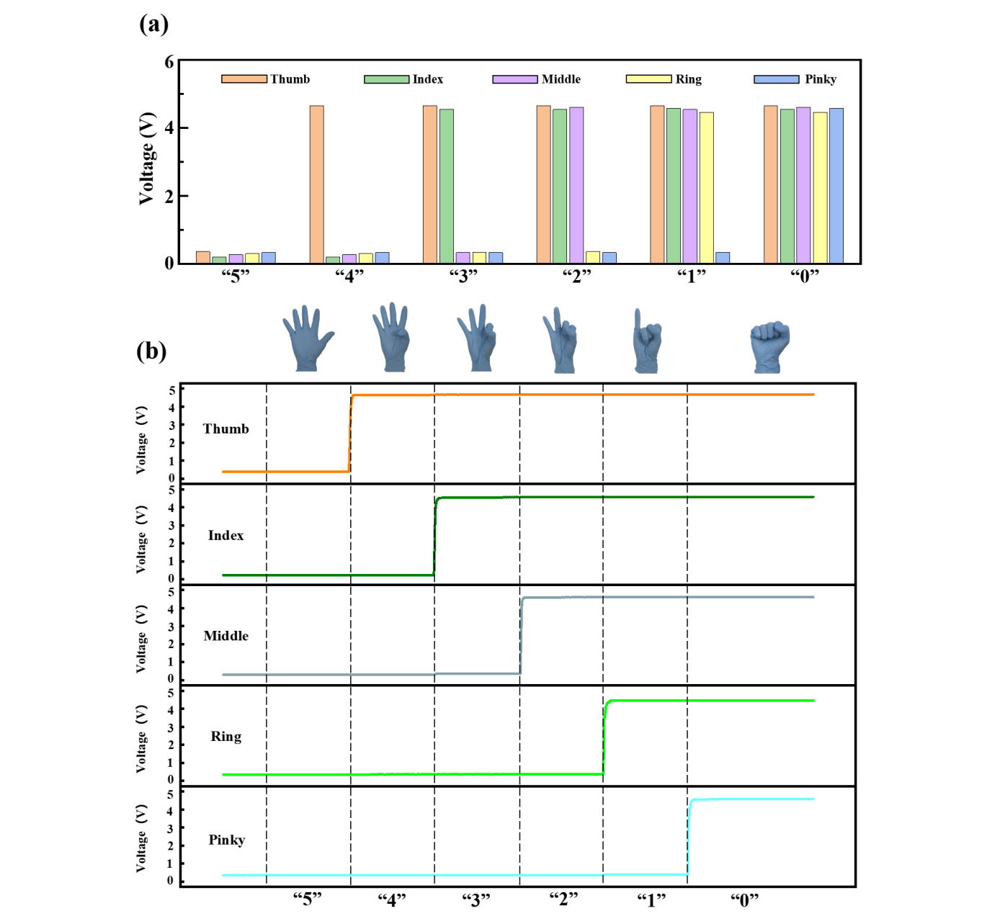 (a)
6
4
2
0
Voltage (V)
Thumb Index Middle Ring Pinky
“5” “4” “3” “2” “1” “0”
(b)
5
4
3
2
1
0
Voltage (V)
Thumb
5
4
3
2
1
0
Voltage (V)
Index
5
4
3
2
1
0
Voltage (V)
Middle
5
4
3
2
1
0
Voltage (V)
Ring
5
4
3
2
1
0
Voltage (V)
Pinky
“5” “4” “3” “2” “1” “0”